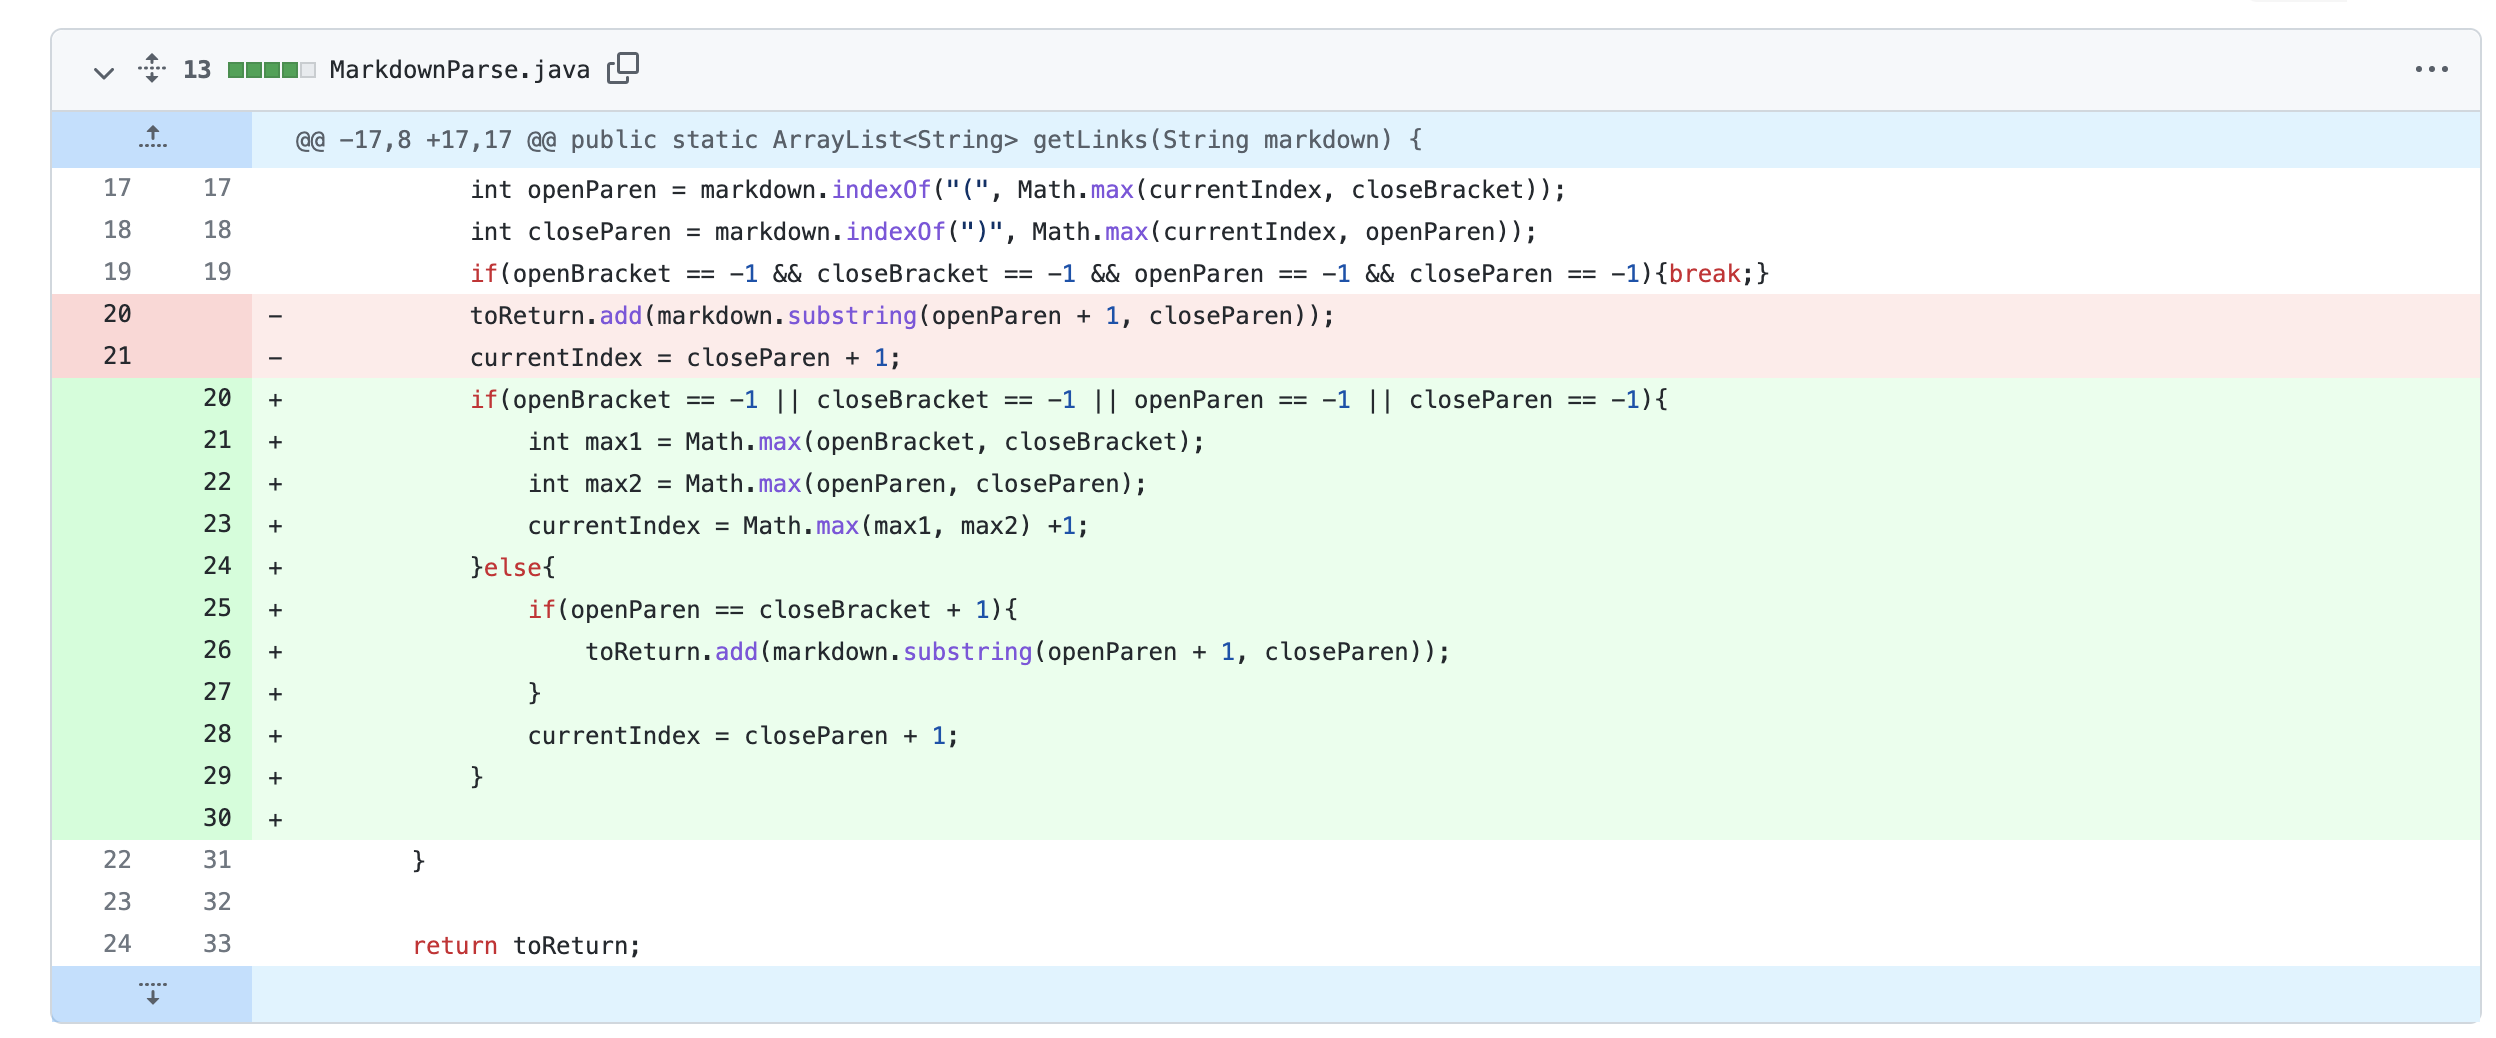 13 MarkdownParse.java
@@ -17,8 +17,17 @@ public static ArrayList<String> getLinks(String markdown) {
17 17 int openParen = markdown.indexOf("(", Math.max(currentIndex, closeBracket));
18 18 int closeParen = markdown.indexOf(")", Math.max(currentIndex, openParen));
19 19 if(openBracket == -1 && closeBracket == -1 && openParen == -1 && closeParen == -1){break;}
20 - toReturn.add(markdown.substring(openParen + 1, closeParen));
21 - currentIndex = closeParen + 1;
20 + if(openBracket == -1 || closeBracket == -1 || openParen == -1 || closeParen == -1){
21 + int max1 = Math.max(openBracket, closeBracket);
22 + int max2 = Math.max(openParen, closeParen);
23 + currentIndex = Math.max(max1, max2) +1;
24 + }else{
25 + if(openParen == closeBracket + 1){
26 + toReturn.add(markdown.substring(openParen + 1, closeParen));
27 + }
28 + currentIndex = closeParen + 1;
29 + }
30 +
22 31 }
23 32
24 33 return toReturn;